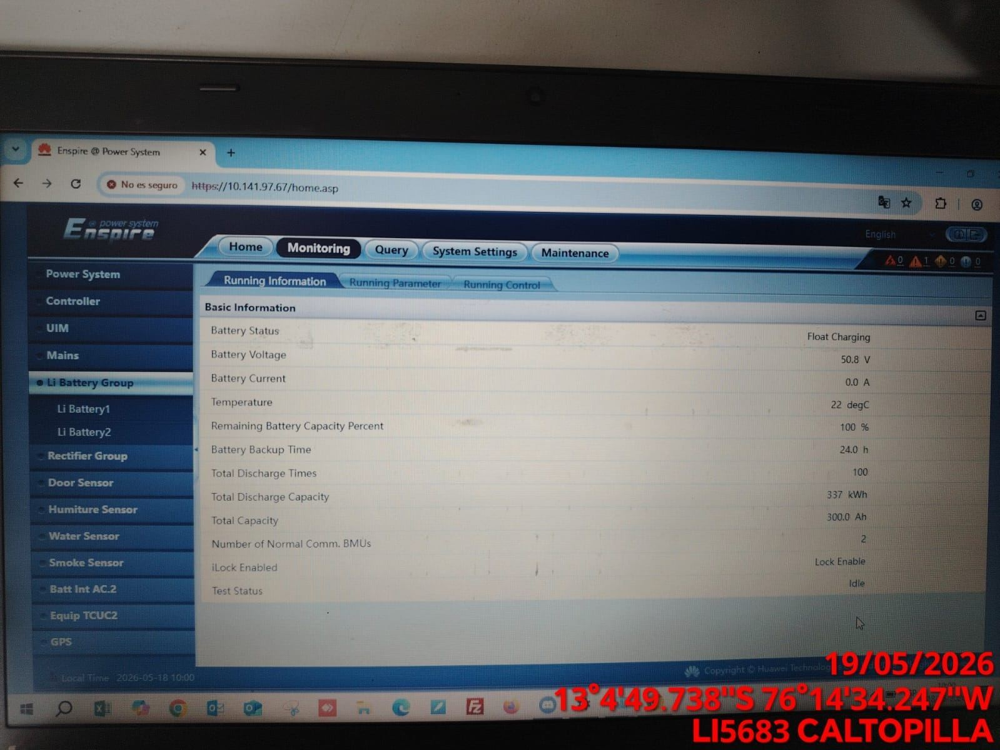 Enspire @ Power System
No es seguro https://10.141.97.67/home.asp
Enspire @ power system
English
Home Monitoring Query System Settings Maintenance
0 1 0 0
Power System
Controller
UIM
Mains
Li Battery Group
Li Battery1
Li Battery2
Rectifier Group
Door Sensor
Humiture Sensor
Water Sensor
Smoke Sensor
Batt Int AC.2
Equip TCUC2
GPS
Running Information Running Parameter Running Control
Basic Information
Battery Status Float Charging
Battery Voltage 50.8 V
Battery Current 0.0 A
Temperature 22 degC
Remaining Battery Capacity Percent 100 %
Battery Backup Time 24.0 h
Total Discharge Times 100
Total Discharge Capacity 337 kWh
Total Capacity 300.0 Ah
Number of Normal Comm. BMUs 2
iLock Enabled Lock Enable
Test Status Idle
Local Time 2026-05-18 10:00
Copyright © Huawei
19/05/2026
13°4'49.738"S 76°14'34.247"W
LI5683 CALTOPILLA